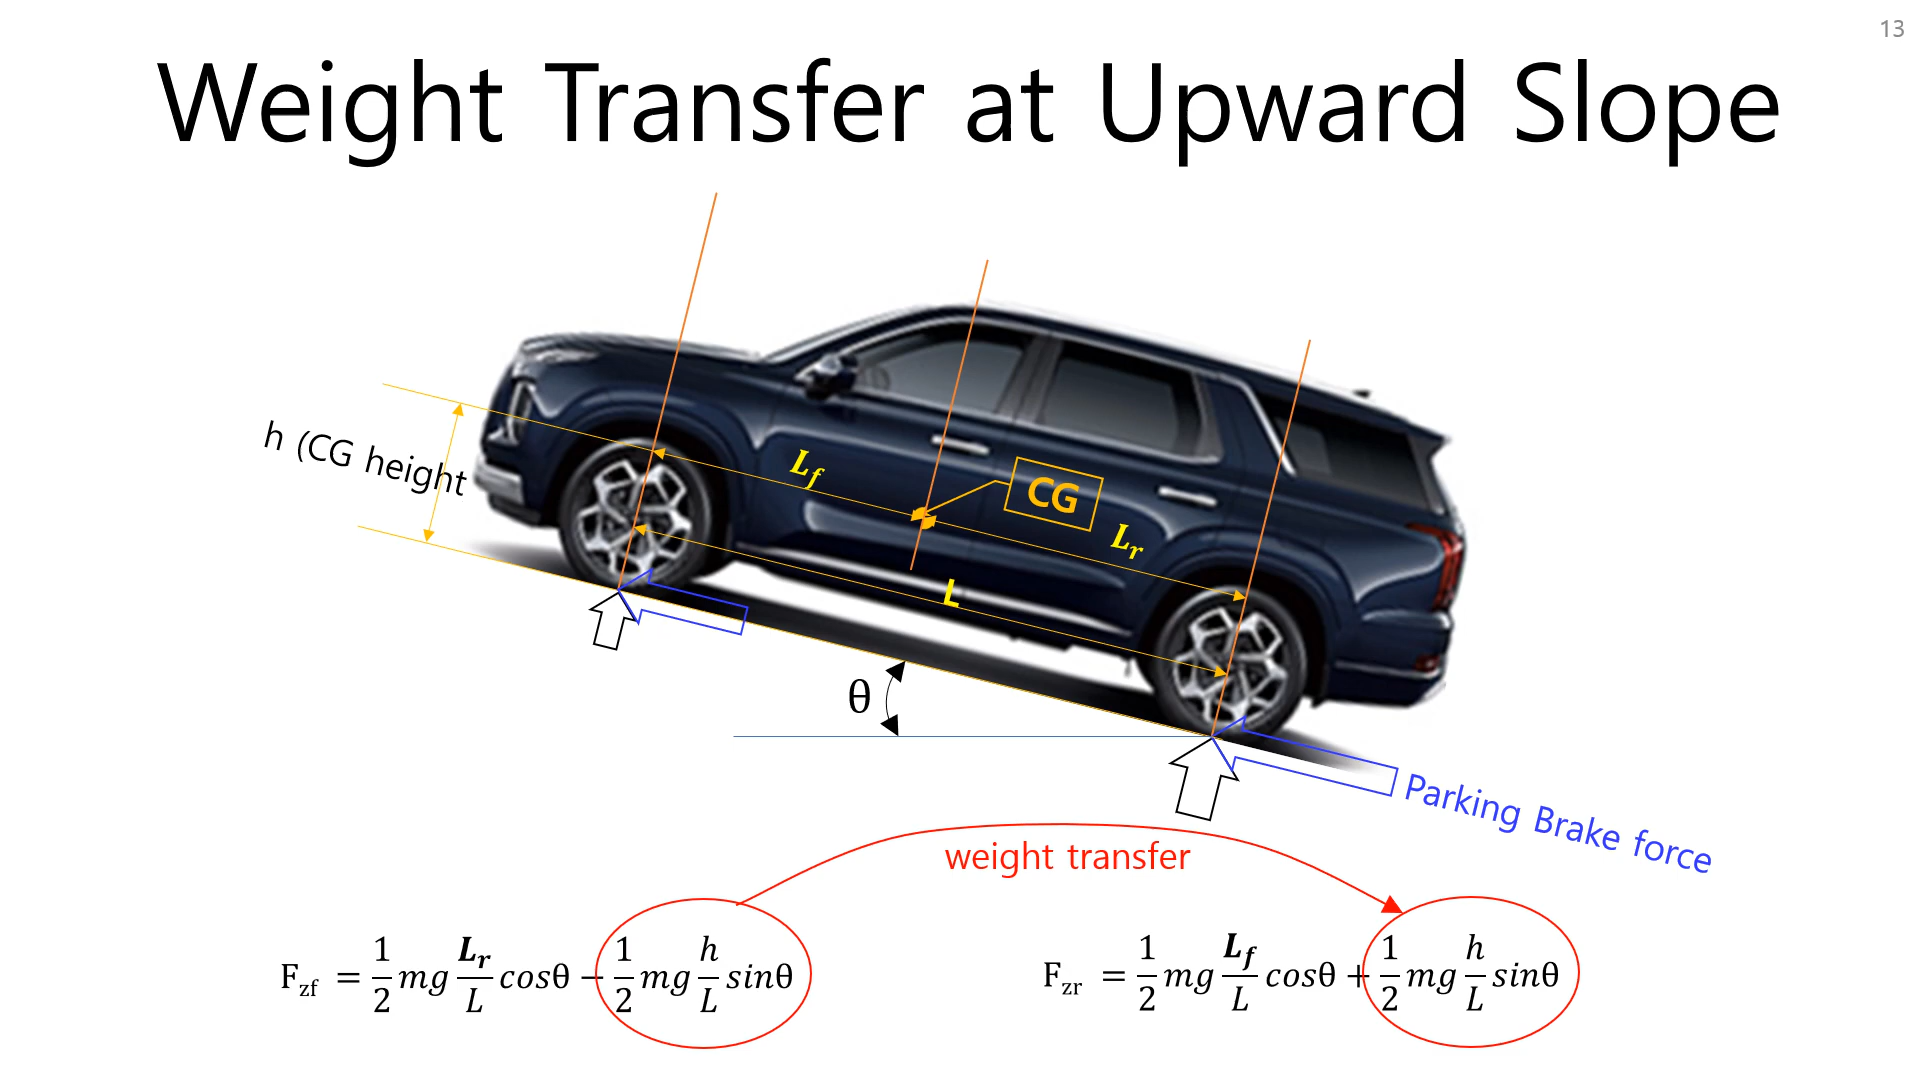 13
Weight Transfer at Upward Slope
h (CG height
L_f
CG
L_r
L
θ
Parking Brake force
weight transfer
F_zf = 1/2 mg L_r/L cosθ − 1/2 mg h/L sinθ
F_zr = 1/2 mg L_f/L cosθ + 1/2 mg h/L sinθ